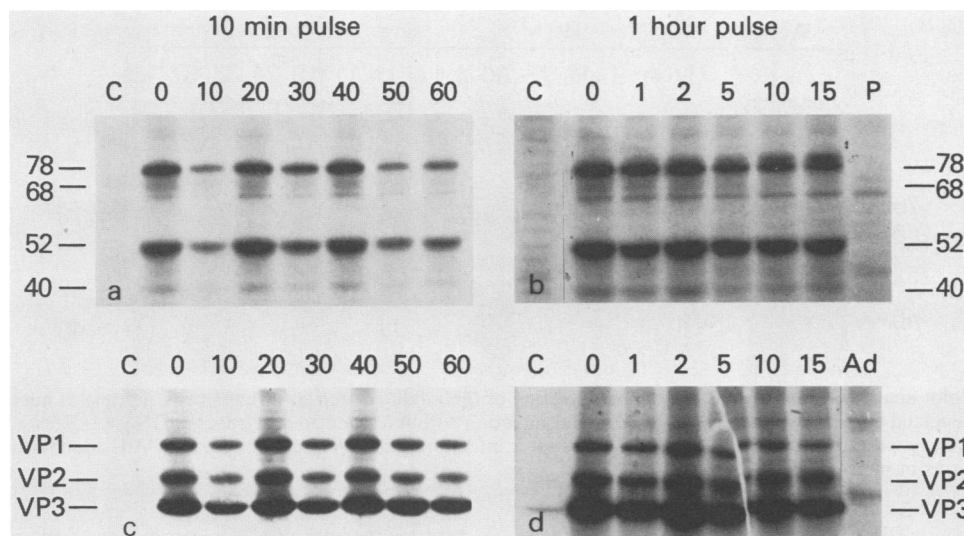 10 min pulse
1 hour pulse
C 0 10 20 30 40 50 60
C 0 1 2 5 10 15 P
78
68
52
40
a
b
78
68
52
40
C 0 10 20 30 40 50 60
C 0 1 2 5 10 15 Ad
VP1
VP2
VP3
c
d
VP1
VP2
VP3